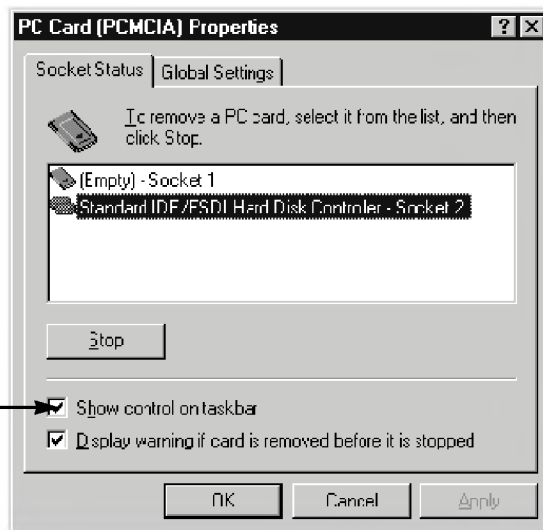 PC Card (PCMCIA) Properties
Socket Status Global Settings
To remove a PC card, select it from the list, and then
click Stop.
(Empty) - Socket 1
Standard IDE/ESDI Hard Disk Controler - Socket 2
Stop
Show control on taskbar
Display warning if card is removed before it is stopped
OK Cancel Apply